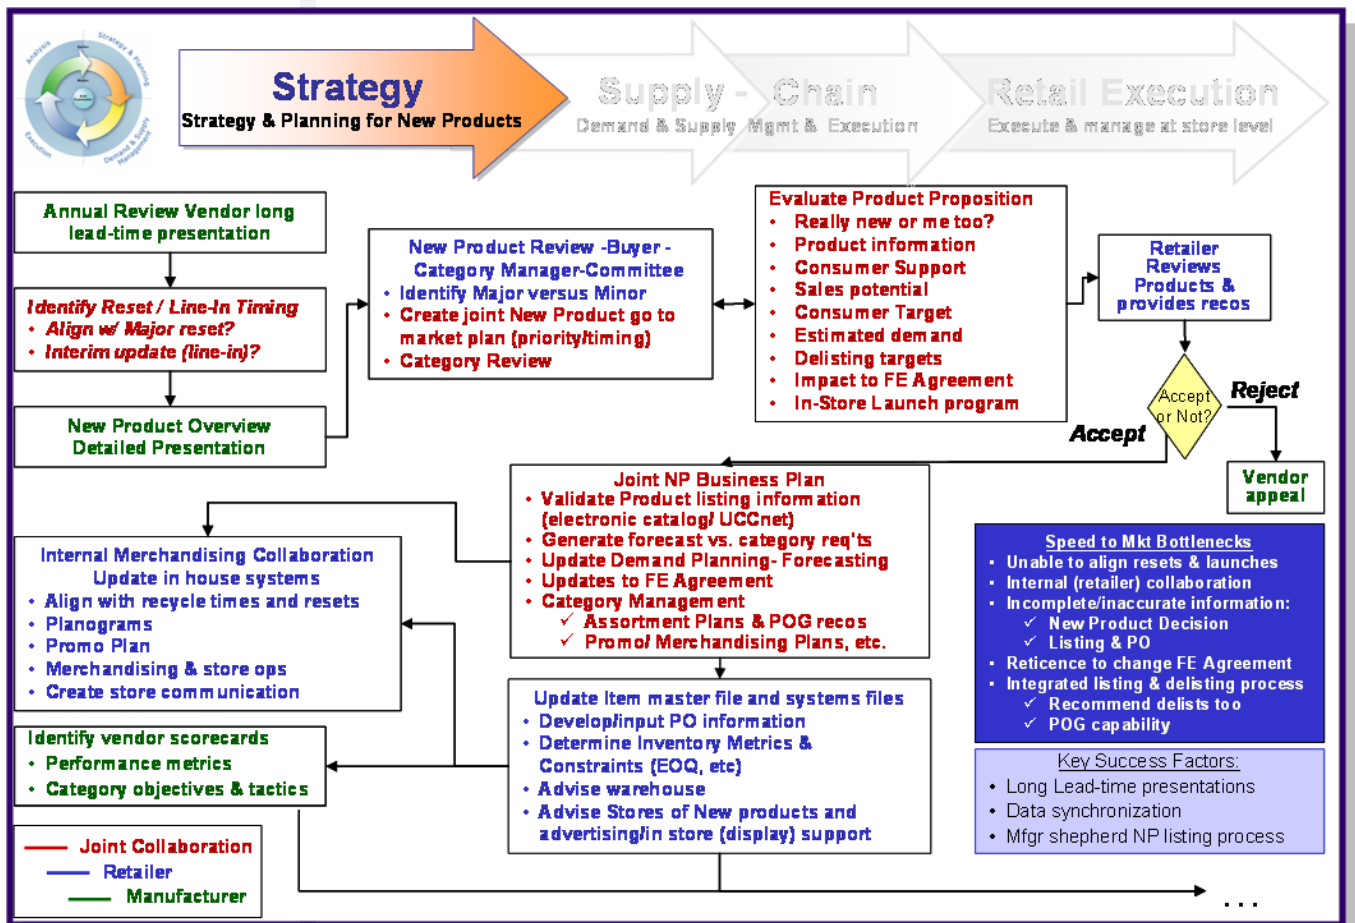 Analysis
Strategy & Planning
Execution
Demand & Supply
Management
Strategy
Strategy & Planning for New Products
Supply - Chain
Demand & Supply Mgmt & Execution
Retail Execution
Execute & manage at store level
Annual Review Vendor long
lead-time presentation
Identify Reset / Line-In Timing
• Align w/ Major reset?
• Interim update (line-in)?
New Product Overview
Detailed Presentation
New Product Review -Buyer -
Category Manager-Committee
• Identify Major versus Minor
• Create joint New Product go to
market plan (priority/timing)
• Category Review
Evaluate Product Proposition
• Really new or me too?
• Product information
• Consumer Support
• Sales potential
• Consumer Target
• Estimated demand
• Delisting targets
• Impact to FE Agreement
• In-Store Launch program
Retailer
Reviews
Products &
provides recos
Accept
or Not?
Reject
Accept
Vendor
appeal
Joint NP Business Plan
• Validate Product listing information
(electronic catalog/ UCCnet)
• Generate forecast vs. category req'ts
• Update Demand Planning- Forecasting
• Updates to FE Agreement
• Category Management
✓ Assortment Plans & POG recos
✓ Promo/ Merchandising Plans, etc.
Internal Merchandising Collaboration
Update in house systems
• Align with recycle times and resets
• Planograms
• Promo Plan
• Merchandising & store ops
• Create store communication
Speed to Mkt Bottlenecks
• Unable to align resets & launches
• Internal (retailer) collaboration
• Incomplete/inaccurate information:
✓ New Product Decision
✓ Listing & PO
• Reticence to change FE Agreement
• Integrated listing & delisting process
✓ Recommend delists too
✓ POG capability
Update Item master file and systems files
• Develop/input PO information
• Determine Inventory Metrics &
Constraints (EOQ, etc)
• Advise warehouse
• Advise Stores of New products and
advertising/in store (display) support
Identify vendor scorecards
• Performance metrics
• Category objectives & tactics
Key Success Factors:
• Long Lead-time presentations
• Data synchronization
• Mfgr shepherd NP listing process
Joint Collaboration
Retailer
Manufacturer
. . .